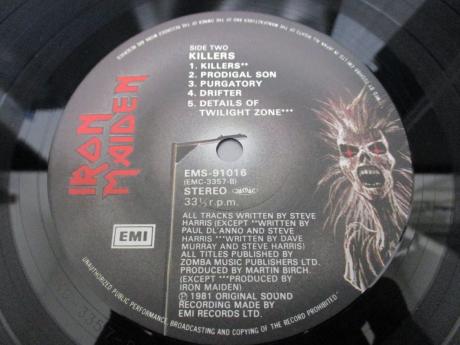 SIDE TWO
KILLERS
1. KILLERS**
2. PRODIGAL SON
3. PURGATORY
4. DRIFTER
5. DETAILS OF
TWILIGHT ZONE***
IRON
MAIDEN
EMS-91016
(EMC-3357-B)
STEREO
33⅓ r.p.m.
EMI
ALL TRACKS WRITTEN BY STEVE
HARRIS (EXCEPT **WRITTEN BY
PAUL DI'ANNO AND STEVE
HARRIS ***WRITTEN BY DAVE
MURRAY AND STEVE HARRIS)
ALL TITLES PUBLISHED BY
ZOMBA MUSIC PUBLISHERS LTD.
PRODUCED BY MARTIN BIRCH.
(EXCEPT ***PRODUCED BY
IRON MAIDEN)
Ⓟ 1981 ORIGINAL SOUND
RECORDING MADE BY
EMI RECORDS LTD.
UNAUTHORIZED PUBLIC PERFORMANCE, BROADCASTING AND COPYING OF THE RECORD PROHIBITED